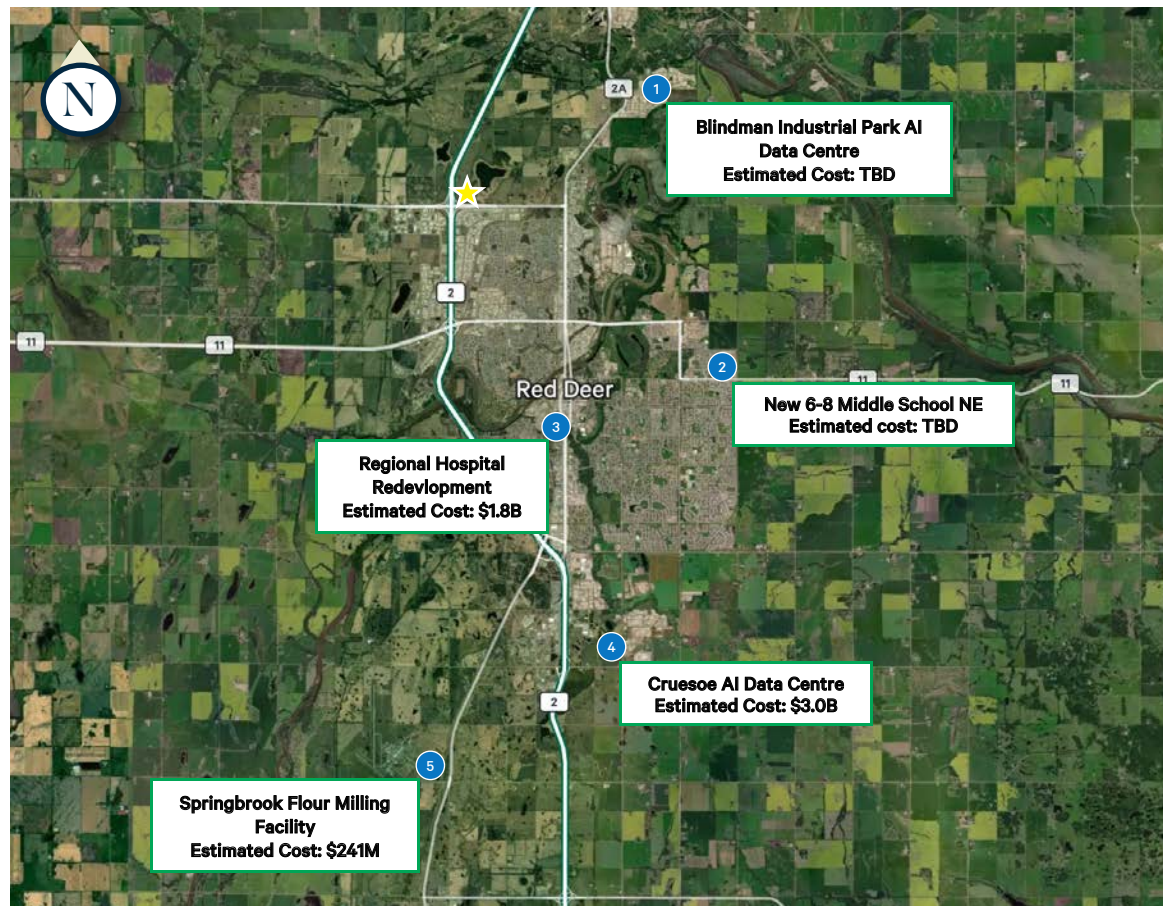 N
2A
1
Blindman Industrial Park AI
Data Centre
Estimated Cost: TBD
2
11
11
2
11
11
Red Deer
New 6-8 Middle School NE
Estimated cost: TBD
3
Regional Hospital
Redevlopment
Estimated Cost: $1.8B
4
Cruesoe AI Data Centre
Estimated Cost: $3.0B
2
5
Springbrook Flour Milling
Facility
Estimated Cost: $241M